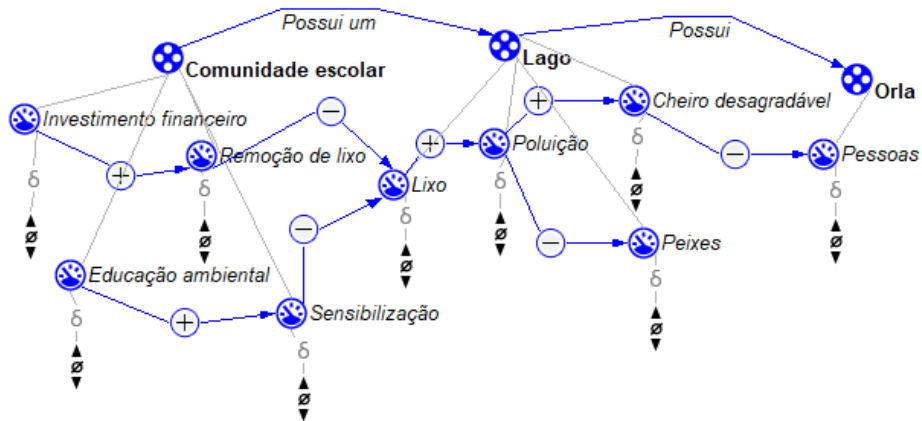 Possui um
Possui
Comunidade escolar
Lago
Orla
Investimento financeiro
Cheiro desagradável
+
−
+
δ
Remoção de lixo
+
Poluição
−
Pessoas
+
Lixo
δ
δ
δ
δ
δ
−
−
Peixes
Educação ambiental
δ
δ
+
Sensibilização
δ